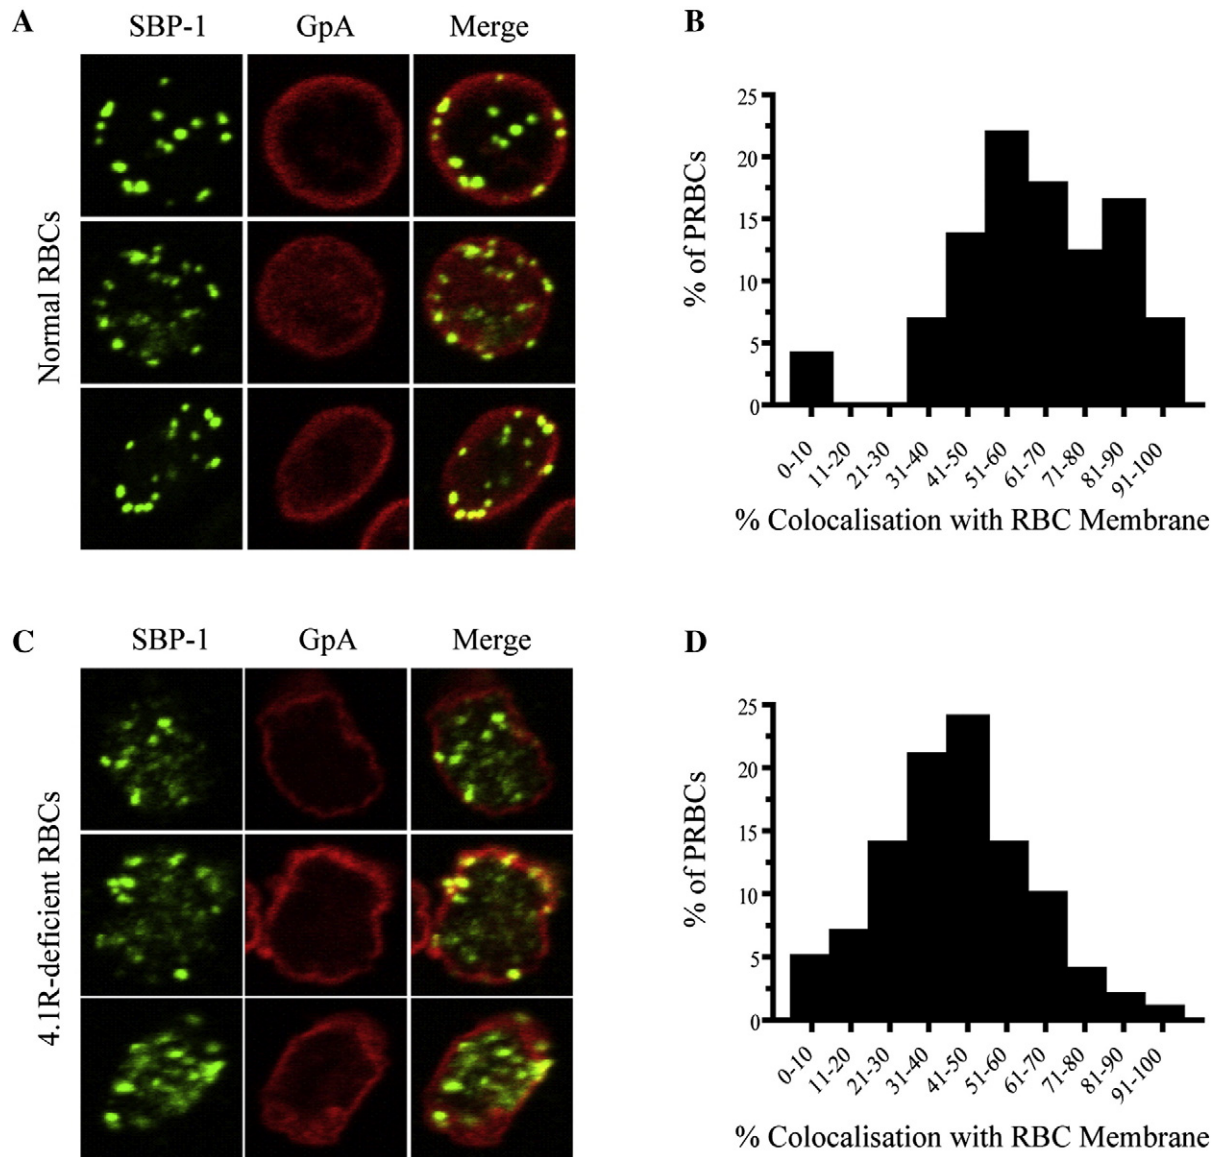 A
SBP-1 GpA Merge
Normal RBCs
B
25
20
15
10
5
0
% of PRBCs
0-10 11-20 21-30 31-40 41-50 51-60 61-70 71-80 81-90 91-100
% Colocalisation with RBC Membrane
C
SBP-1 GpA Merge
4.1R-deficient RBCs
D
25
20
15
10
5
0
% of PRBCs
0-10 11-20 21-30 31-40 41-50 51-60 61-70 71-80 81-90 91-100
% Colocalisation with RBC Membrane